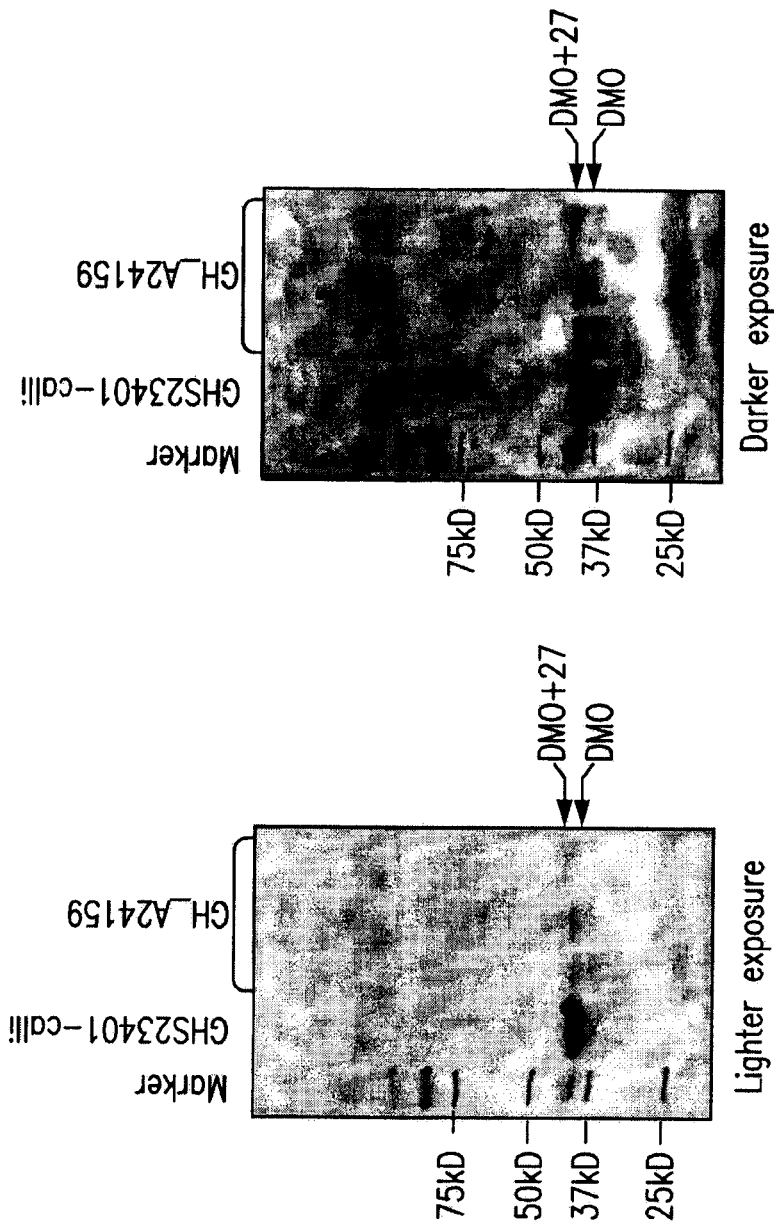 Marker
GHS23401-calli
GH_A24159
75kD
50kD
37kD
25kD
DMO+27
DMO
Lighter exposure
Marker
GHS23401-calli
GH_A24159
75kD
50kD
37kD
25kD
DMO+27
DMO
Darker exposure